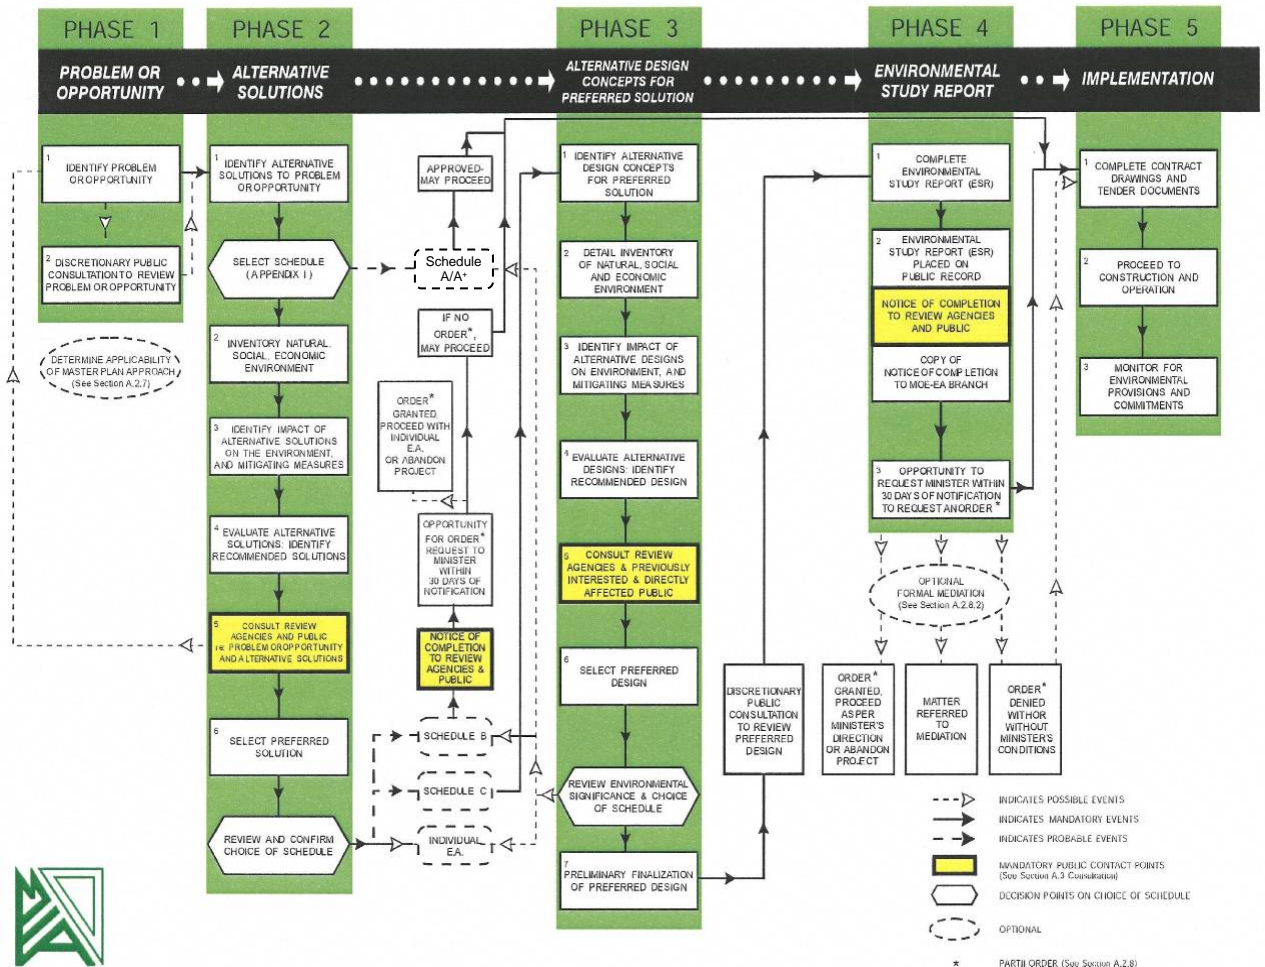 PHASE 1
PHASE 2
PHASE 3
PHASE 4
PHASE 5
PROBLEM OR
OPPORTUNITY
ALTERNATIVE
SOLUTIONS
ALTERNATIVE DESIGN
CONCEPTS FOR
PREFERRED SOLUTION
ENVIRONMENTAL
STUDY REPORT
IMPLEMENTATION
1
IDENTIFY PROBLEM
OR OPPORTUNITY
2
DISCRETIONARY PUBLIC
CONSULTATION TO REVIEW
PROBLEM OR OPPORTUNITY
DETERMINE APPLICABILITY
OF MASTER PLAN APPROACH
(See Section A.2.7)
1
IDENTIFY ALTERNATIVE
SOLUTIONS TO PROBLEM
OR OPPORTUNITY
SELECT SCHEDULE
(APPENDIX I)
2
INVENTORY NATURAL,
SOCIAL, ECONOMIC
ENVIRONMENT
3
IDENTIFY IMPACT OF
ALTERNATIVE SOLUTIONS
ON THE ENVIRONMENT,
AND MITIGATING MEASURES
4
EVALUATE ALTERNATIVE
SOLUTIONS: IDENTIFY
RECOMMENDED SOLUTIONS
5
CONSULT REVIEW
AGENCIES AND PUBLIC
re: PROBLEM OR OPPORTUNITY
AND ALTERNATIVE SOLUTIONS
6
SELECT PREFERRED
SOLUTION
REVIEW AND CONFIRM
CHOICE OF SCHEDULE
APPROVED-
MAY PROCEED
Schedule
A/A+
IF NO
ORDER*,
MAY PROCEED
ORDER*
GRANTED,
PROCEED WITH
INDIVIDUAL
E.A.
OR ABANDON
PROJECT
OPPORTUNITY
FOR ORDER*
REQUEST TO
MINISTER
WITHIN
30 DAYS OF
NOTIFICATION
NOTICE OF
COMPLETION
TO REVIEW
AGENCIES &
PUBLIC
SCHEDULE B
SCHEDULE C
INDIVIDUAL
E.A.
1
IDENTIFY ALTERNATIVE
DESIGN CONCEPTS
FOR PREFERRED
SOLUTION
2
DETAIL INVENTORY
OF NATURAL, SOCIAL
AND ECONOMIC
ENVIRONMENT
3
IDENTIFY IMPACT OF
ALTERNATIVE DESIGNS
ON ENVIRONMENT, AND
MITIGATING MEASURES
4
EVALUATE ALTERNATIVE
DESIGNS: IDENTIFY
RECOMMENDED DESIGN
5
CONSULT REVIEW
AGENCIES & PREVIOUSLY
INTERESTED & DIRECTLY
AFFECTED PUBLIC
6
SELECT PREFERRED
DESIGN
REVIEW ENVIRONMENTAL
SIGNIFICANCE & CHOICE
OF SCHEDULE
7
PRELIMINARY FINALIZATION
OF PREFERRED DESIGN
DISCRETIONARY
PUBLIC
CONSULTATION
TO REVIEW
PREFERRED
DESIGN
1
COMPLETE
ENVIRONMENTAL
STUDY REPORT (ESR)
2
ENVIRONMENTAL
STUDY REPORT (ESR)
PLACED ON
PUBLIC RECORD
NOTICE OF COMPLETION
TO REVIEW AGENCIES
AND PUBLIC
COPY OF
NOTICE OF COMPLETION
TO MOE-EA BRANCH
3
OPPORTUNITY TO
REQUEST MINISTER WITHIN
30 DAYS OF NOTIFICATION
TO REQUEST AN ORDER*
OPTIONAL
FORMAL MEDIATION
(See Section A.2.8.2)
ORDER*
GRANTED,
PROCEED
AS PER
MINISTER'S
DIRECTION
OR ABANDON
PROJECT
MATTER
REFERRED
TO
MEDIATION
ORDER*
DENIED
WITH OR
WITHOUT
MINISTER'S
CONDITIONS
1
COMPLETE CONTRACT
DRAWINGS AND
TENDER DOCUMENTS
2
PROCEED TO
CONSTRUCTION AND
OPERATION
3
MONITOR FOR
ENVIRONMENTAL
PROVISIONS AND
COMMITMENTS
INDICATES POSSIBLE EVENTS
INDICATES MANDATORY EVENTS
INDICATES PROBABLE EVENTS
MANDATORY PUBLIC CONTACT POINTS
(See Section A.3 Consultation)
DECISION POINTS ON CHOICE OF SCHEDULE
OPTIONAL
* PART II ORDER (See Section A.2.8)
MEA